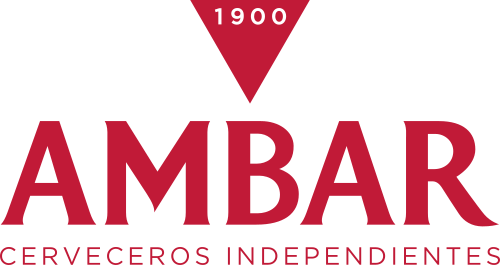 1900
AMBAR
CERVECEROS INDEPENDIENTES